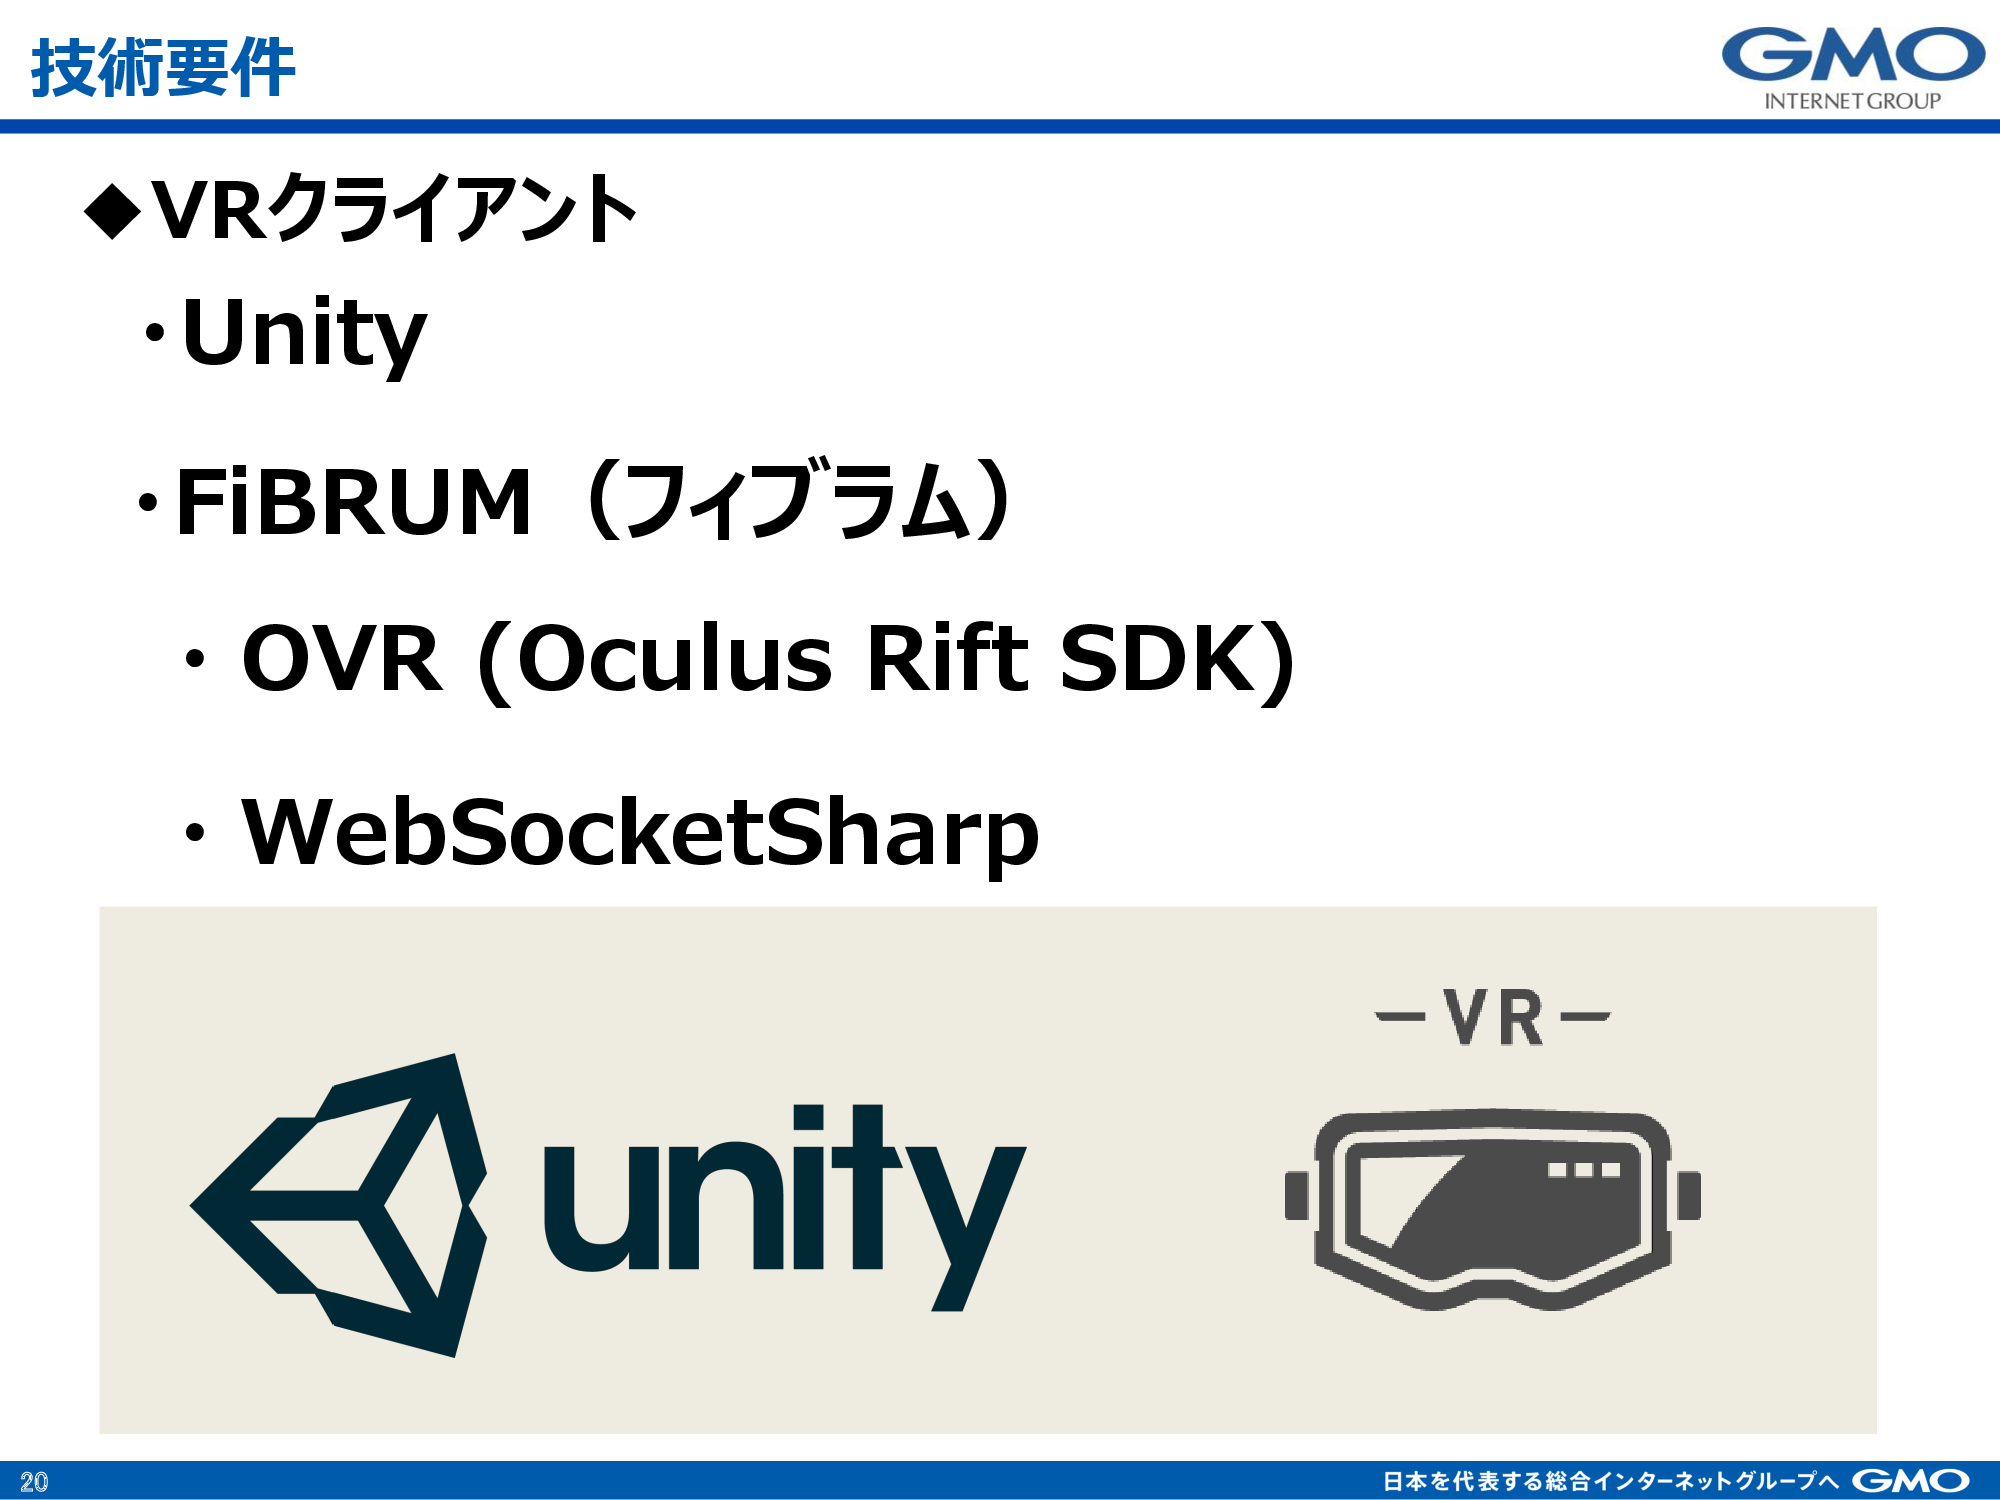 技術要件
GMO
INTERNET GROUP
◆VRクライアント
・Unity
・FiBRUM（フィブラム）
・ OVR (Oculus Rift SDK)
・ WebSocketSharp
VR
unity
20
日本を代表する総合インターネットグループへ GMO